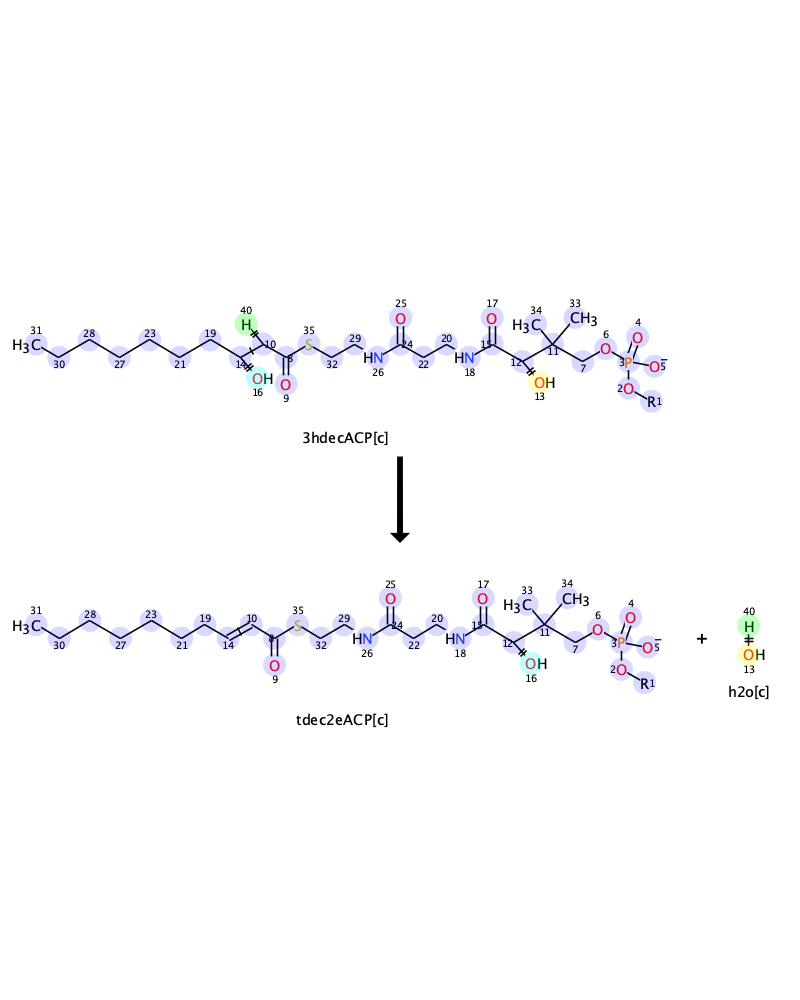 31 28 23 19 40 10 35 29 25 24 20 17 15 34 33 6 4
H₃C H S O O H₃C CH₃ O O
30 27 21 14 8 32 HN 26 22 HN 18 12 11 7 3 P O⁻ 5
OH 16 O 9 OH 13 2 O R1
3hdecACP[c]
31 28 23 19 10 35 29 25 24 20 17 15 33 34 6 4 40
H₃C S O O H₃C CH₃ O O H
30 27 21 14 8 32 HN 26 22 HN 18 12 11 7 3 P O⁻ 5 + OH 13
O 9 OH 16 2 O R1
h2o[c]
tdec2eACP[c]